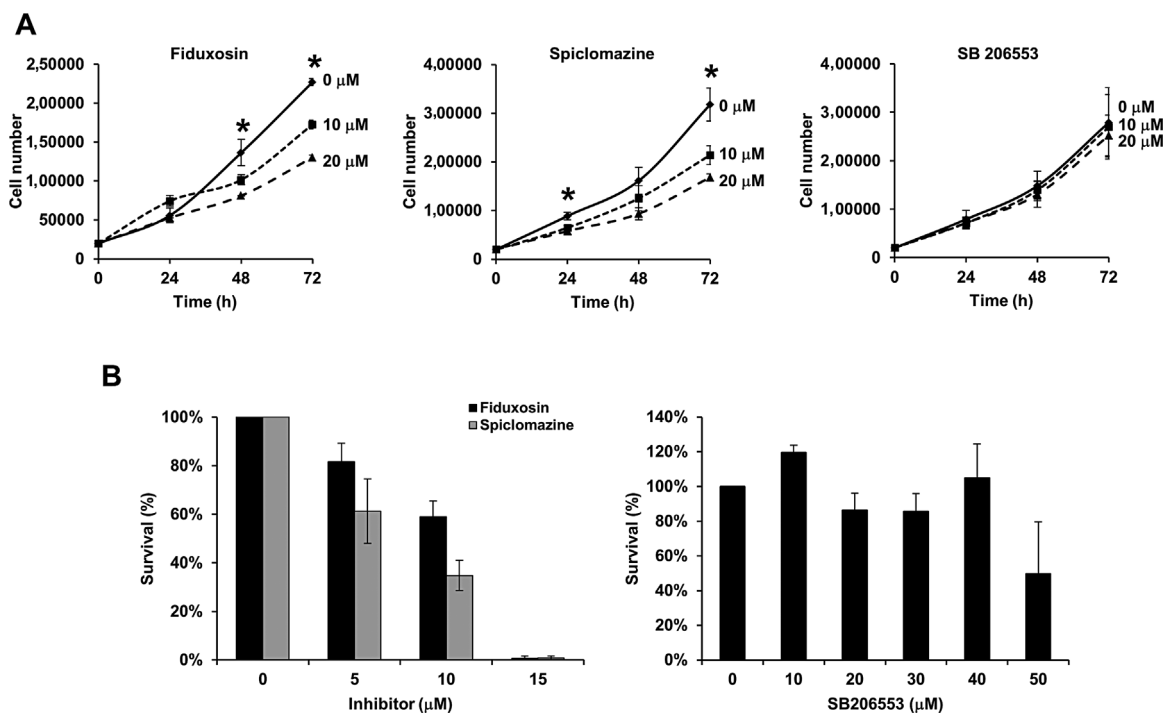 A
Fiduxosin
Spiclomazine
SB 206553
2,50000
2,00000
1,50000
1,00000
50000
0
Cell number
*
*
0 μM
10 μM
20 μM
0
24
48
72
Time (h)
4,00000
3,00000
2,00000
1,00000
0
Cell number
*
*
0 μM
10 μM
20 μM
0
24
48
72
Time (h)
4,00000
3,00000
2,00000
1,00000
0
Cell number
0 μM
10 μM
20 μM
0
24
48
72
Time (h)
B
Fiduxosin
Spiclomazine
100%
80%
60%
40%
20%
0%
Survival (%)
0
5
10
15
Inhibitor (μM)
140%
120%
100%
80%
60%
40%
20%
0%
Survival (%)
0
10
20
30
40
50
SB206553 (μM)